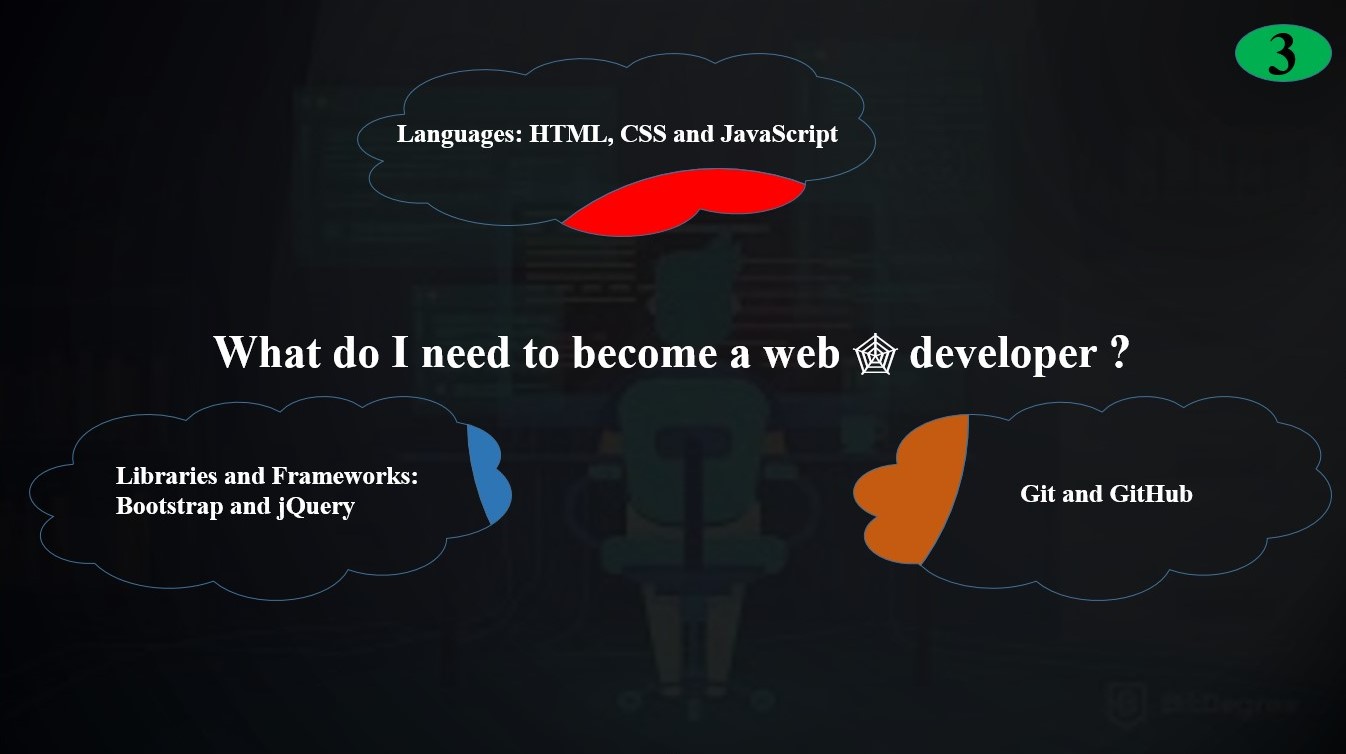 3
Languages: HTML, CSS and JavaScript
What do I need to become a web 🕸 developer ?
Libraries and Frameworks:
Bootstrap and jQuery
Git and GitHub
BitDegree